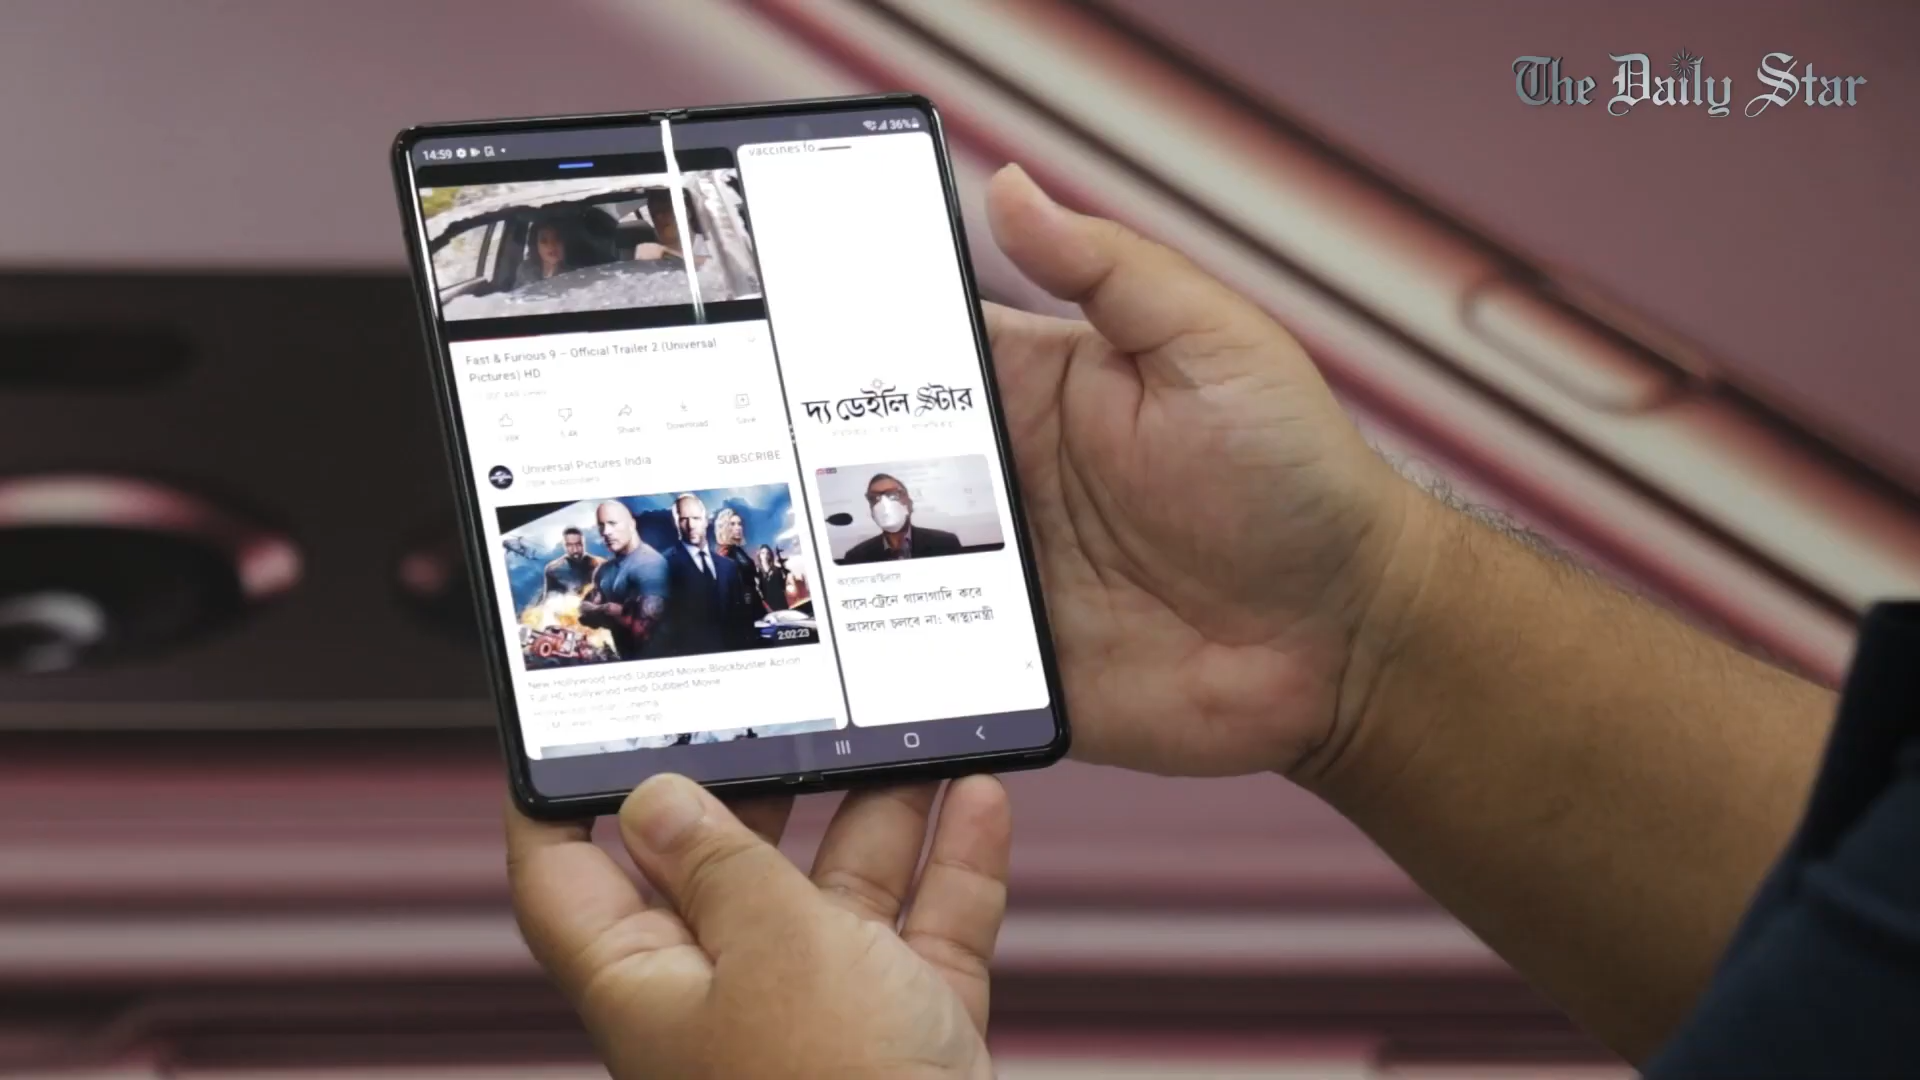 The Daily Star
14:59
36%
vaccines fo
Fast & Furious 9 – Official Trailer 2 (Universal
Pictures) HD
Share
Download
Save
Universal Pictures India
SUBSCRIBE
2:02:23
New Hollywood Hindi Dubbed Movie Blockbuster Action
Full HD Hollywood Hindi Dubbed Movie
দ্য ডেইলি স্টার
করোনাভাইরাস
বাসে-ট্রেনে গাদাগাদি করে
আসলে চলবে না: স্বাস্থ্যমন্ত্রী